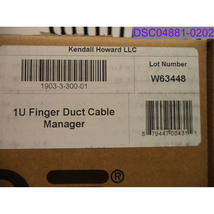 DSC04881-0202
Kendall Howard LLC
Lot Number
W63448
1903-3-300-01
1U Finger Duct Cable
Manager